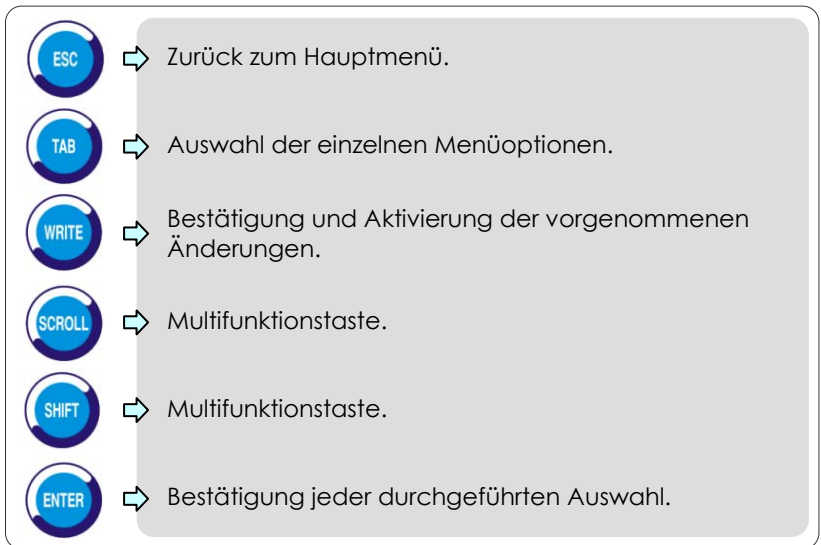 ESC
Zurück zum Hauptmenü.
TAB
Auswahl der einzelnen Menüoptionen.
WRITE
Bestätigung und Aktivierung der vorgenommenen
Änderungen.
SCROLL
Multifunktionstaste.
SHIFT
Multifunktionstaste.
ENTER
Bestätigung jeder durchgeführten Auswahl.